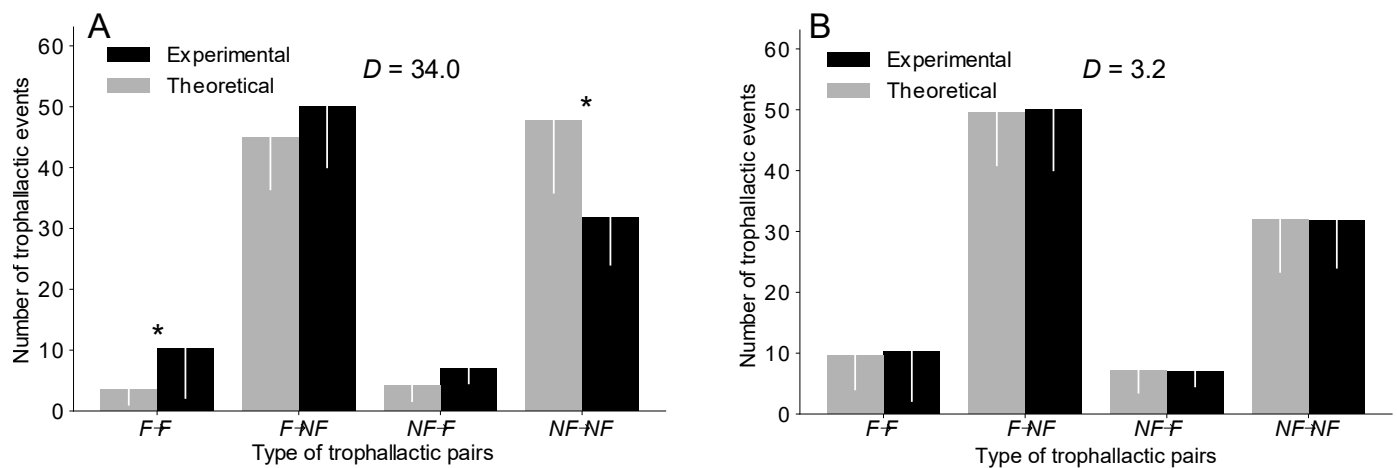 A
Experimental
Theoretical
D = 34.0
*
*
Number of trophallactic events
60
50
40
30
20
10
0
F→F
F→NF
NF→F
NF→NF
Type of trophallactic pairs
B
Experimental
Theoretical
D = 3.2
Number of trophallactic events
60
50
40
30
20
10
0
F→F
F→NF
NF→F
NF→NF
Type of trophallactic pairs